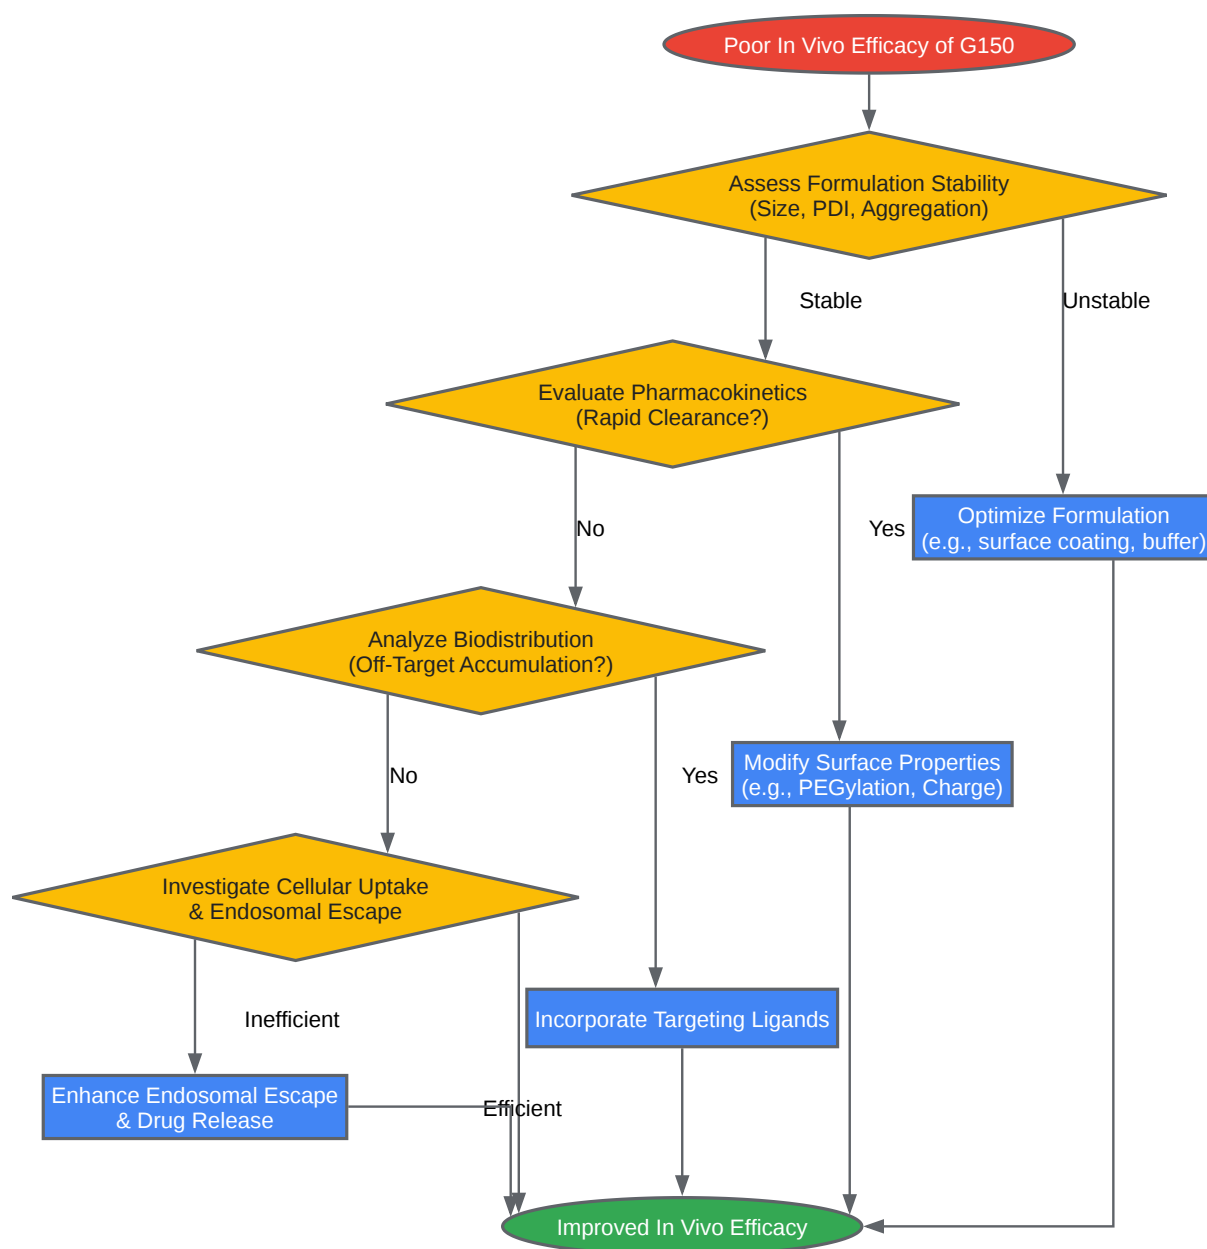 Poor In Vivo Efficacy of G150
Assess Formulation Stability
(Size, PDI, Aggregation)
Stable
Unstable
Evaluate Pharmacokinetics
(Rapid Clearance?)
No
Yes
Optimize Formulation
(e.g., surface coating, buffer)
Analyze Biodistribution
(Off-Target Accumulation?)
No
Yes
Modify Surface Properties
(e.g., PEGylation, Charge)
Investigate Cellular Uptake
& Endosomal Escape
Inefficient
Incorporate Targeting Ligands
Enhance Endosomal Escape
& Drug Release
Efficient
Improved In Vivo Efficacy